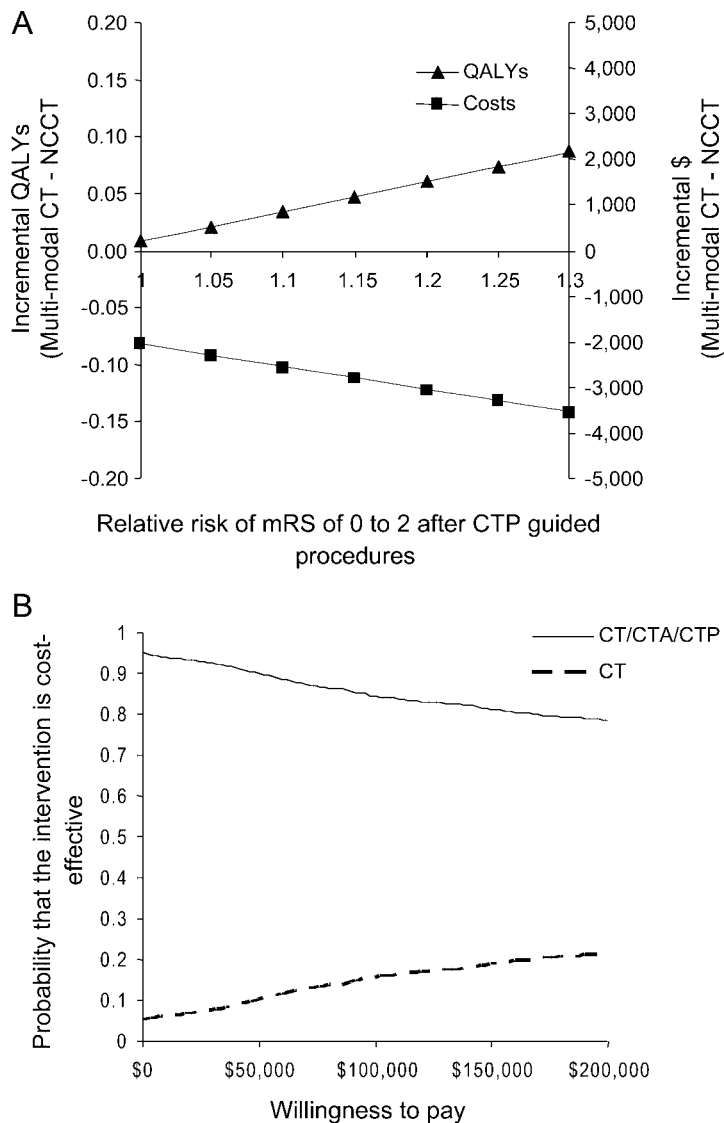 A
0.20
0.15
0.10
0.05
0.00
-0.05
-0.10
-0.15
-0.20
Incremental QALYs
(Multi-modal CT - NCCT
QALYs
Costs
5,000
4,000
3,000
2,000
1,000
0
-1,000
-2,000
-3,000
-4,000
-5,000
Incremental $
(Multi-modal CT - NCCT
1 1.05 1.1 1.15 1.2 1.25 1.3
Relative risk of mRS of 0 to 2 after CTP guided
procedures
B
Probability that the intervention is cost-
effective
1
0.9
0.8
0.7
0.6
0.5
0.4
0.3
0.2
0.1
0
CT/CTA/CTP
CT
$0 $50,000 $100,000 $150,000 $200,000
Willingness to pay